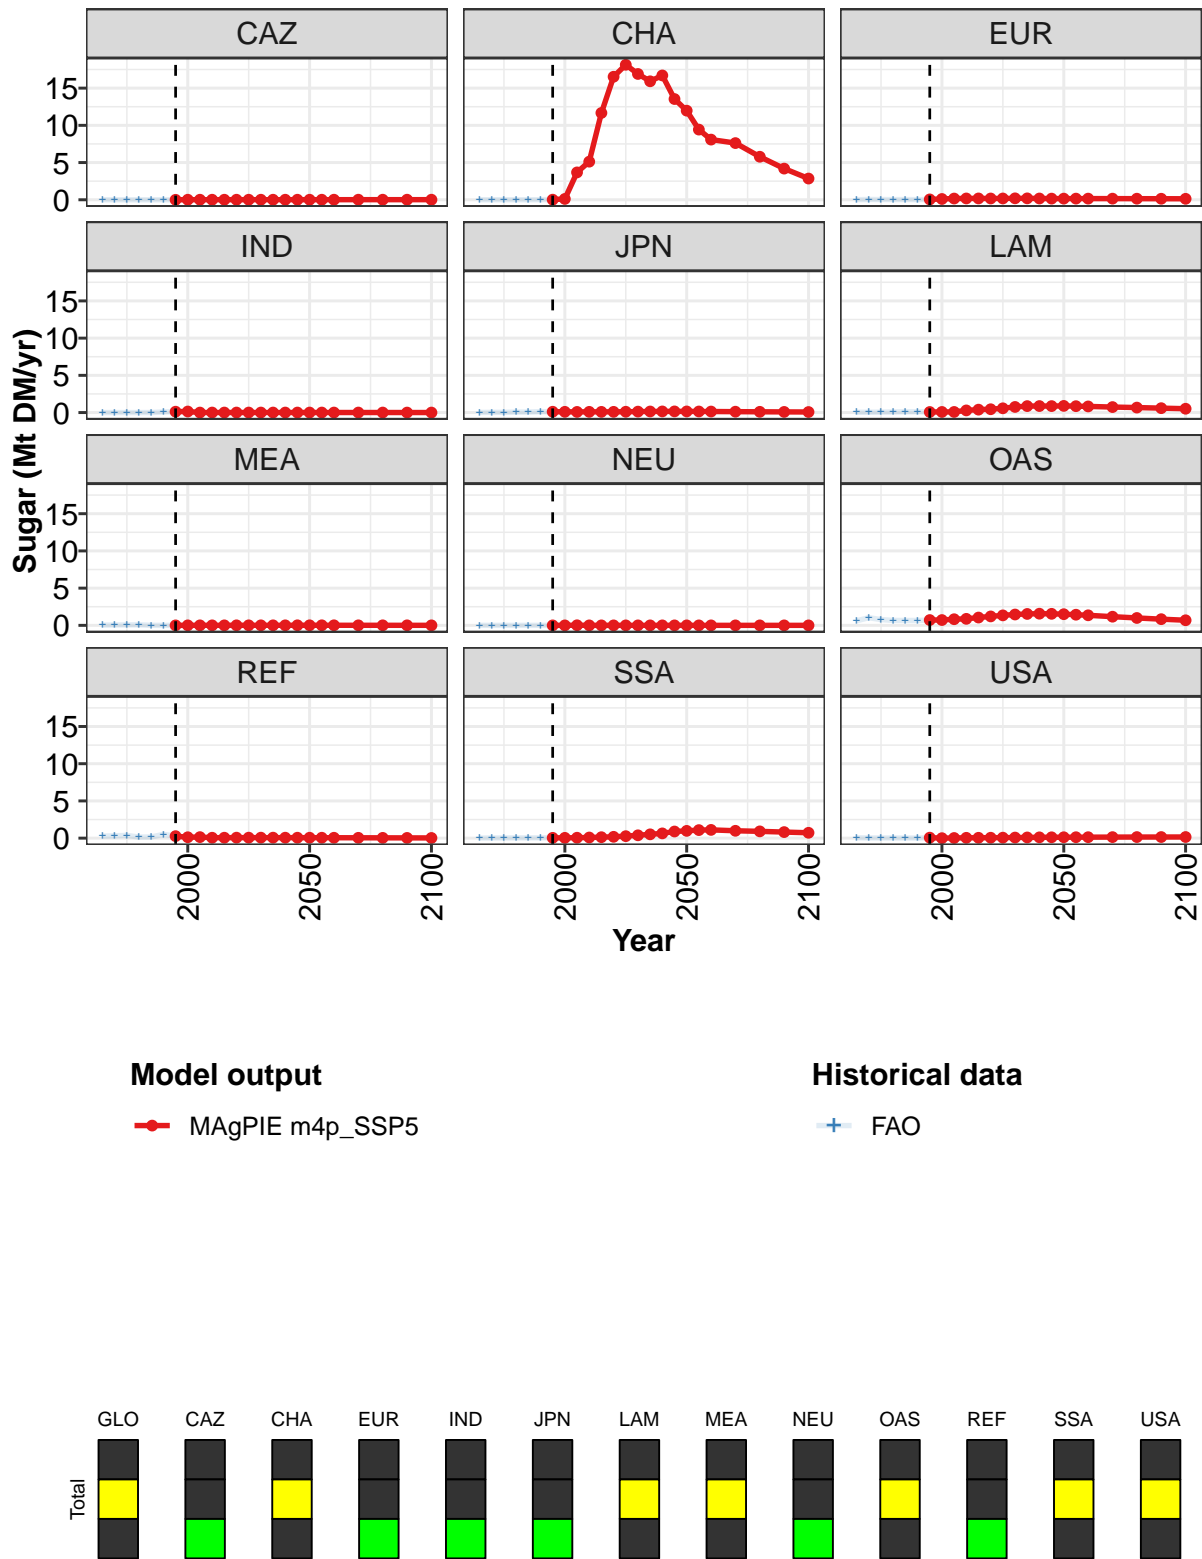 CAZ CHA EUR
15
10
5
0
IND JPN LAM
15
10
5
0
MEA NEU OAS
15
10
5
0
REF SSA USA
15
10
5
0
Sugar (Mt DM/yr)
2000 2050 2100 2000 2050 2100 2000 2050 2100
Year
Model output Historical data
MAgPIE m4p_SSP5 FAO
GLO CAZ CHA EUR IND JPN LAM MEA NEU OAS REF SSA USA
Total